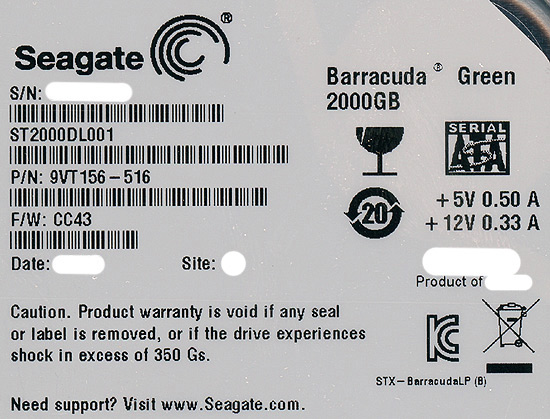 Seagate®
S/N:
Barracuda® Green
2000GB
ST2000DL001
SERIAL
ATA
P/N: 9VT156-516
20
+5V 0.50 A
+12V 0.33 A
F/W: CC43
Date: Site:
Product of
Caution. Product warranty is void if any seal
or label is removed, or if the drive experiences
shock in excess of 350 Gs.
STX-BarracudaLP (B)
Need support? Visit www.Seagate.com.